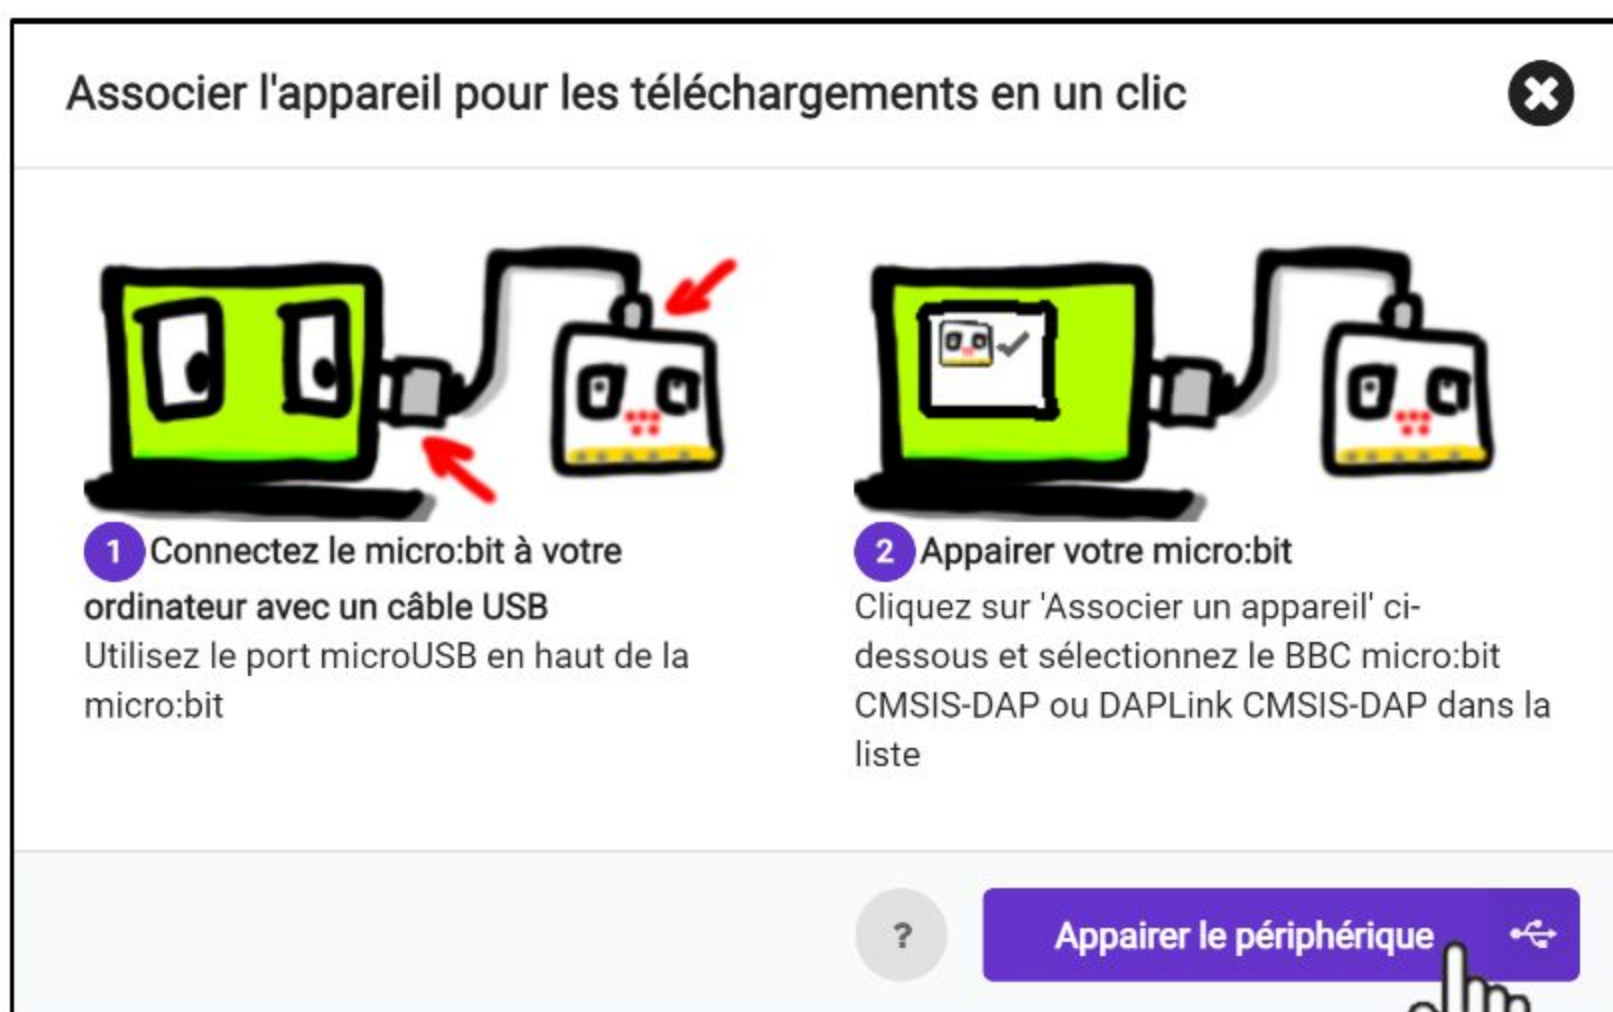 Associer l'appareil pour les téléchargements en un clic
1 Connectez le micro:bit à votre
ordinateur avec un câble USB
Utilisez le port microUSB en haut de la
micro:bit
2 Appairer votre micro:bit
Cliquez sur 'Associer un appareil' ci-
dessous et sélectionnez le BBC micro:bit
CMSIS-DAP ou DAPLink CMSIS-DAP dans la
liste
?
Appairer le périphérique